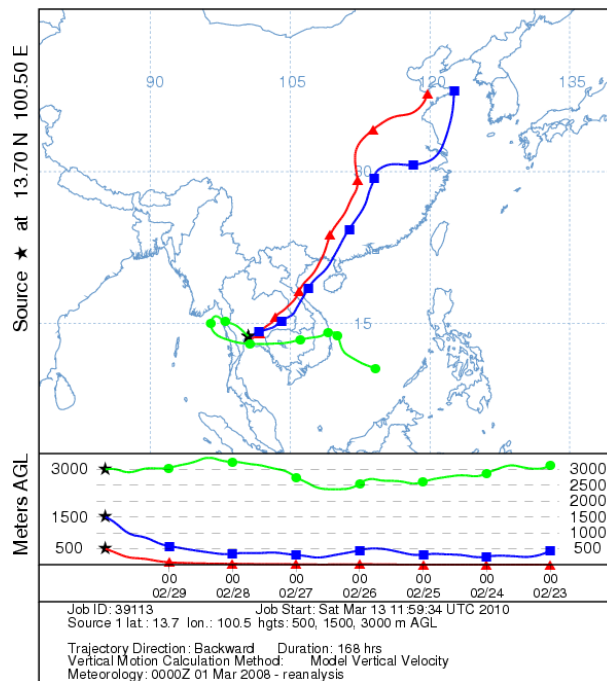 Source ★ at 13.70 N 100.50 E
90 105 120 135
30
15
Meters AGL
3000 3000
2500
2000
1500 1500
1000
500 500
00 00 00 00 00 00 00
02/29 02/28 02/27 02/26 02/25 02/24 02/23
Job ID: 39113 Job Start: Sat Mar 13 11:59:34 UTC 2010
Source 1 lat.: 13.7 lon.: 100.5 hgts: 500, 1500, 3000 m AGL
Trajectory Direction: Backward Duration: 168 hrs
Vertical Motion Calculation Method: Model Vertical Velocity
Meteorology: 0000Z 01 Mar 2008 - reanalysis